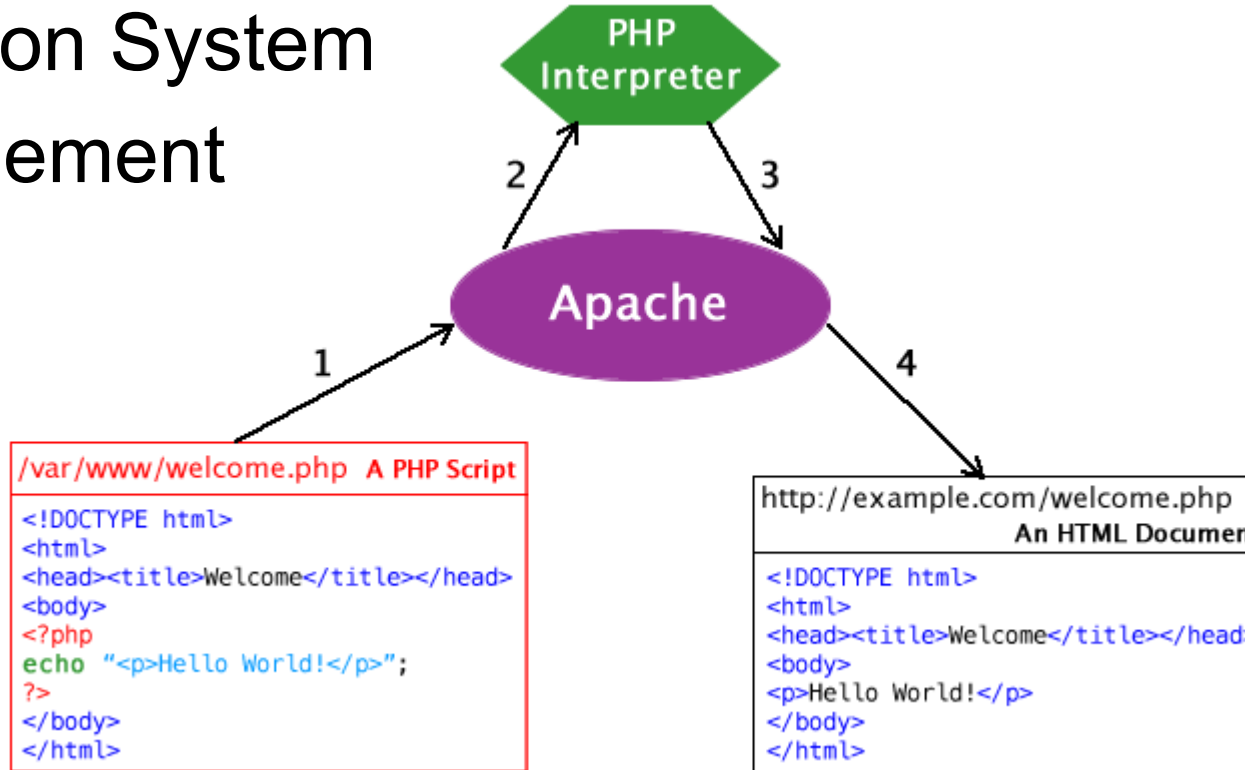 on System
ement
PHP
Interpreter
2
3
Apache
1
4
/var/www/welcome.php A PHP Script
<!DOCTYPE html>
<html>
<head><title>Welcome</title></head>
<body>
<?php
echo “<p>Hello World!</p>”;
?>
</body>
</html>
http://example.com/welcome.php
An HTML Documen
<!DOCTYPE html>
<html>
<head><title>Welcome</title></head>
<body>
<p>Hello World!</p>
</body>
</html>